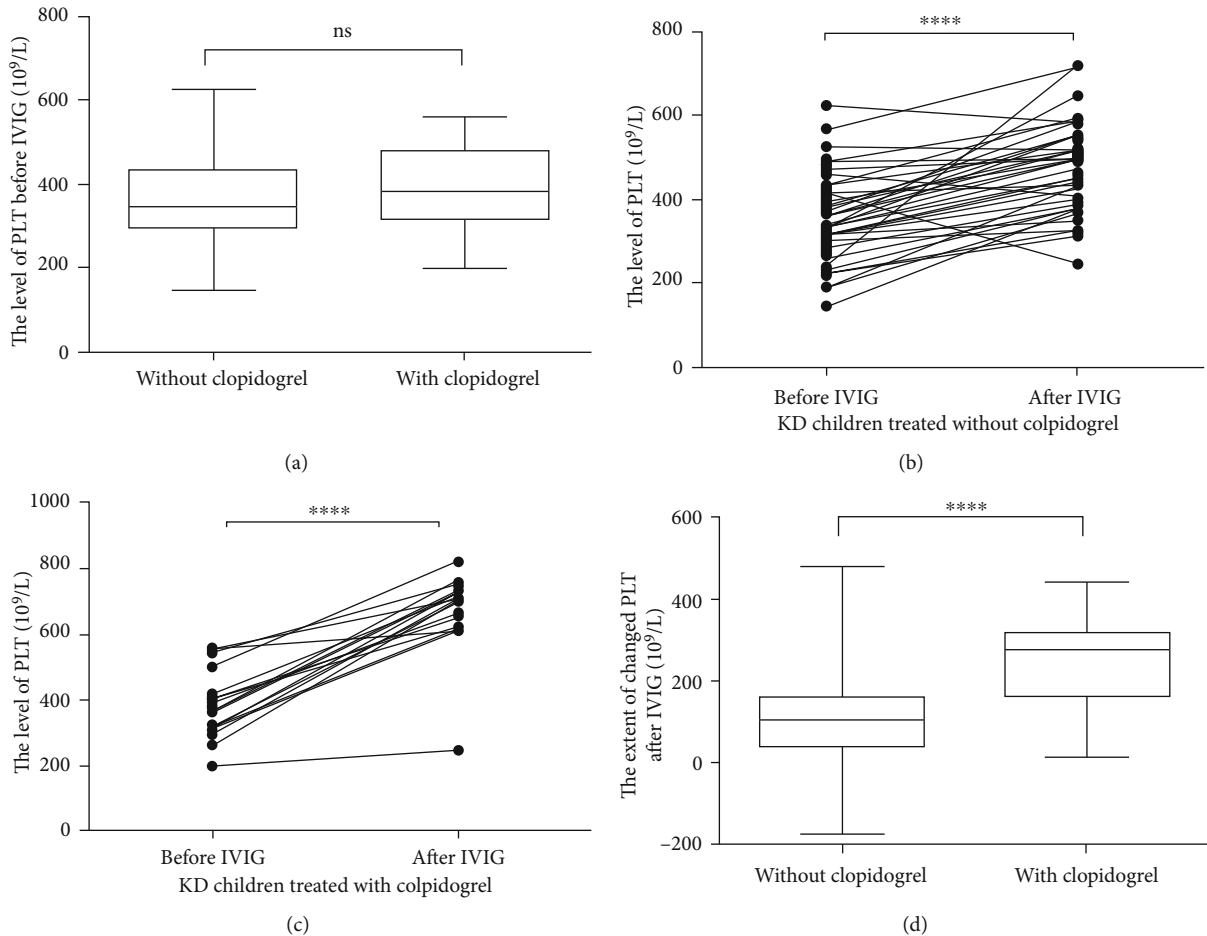 The level of PLT before IVIG (10⁹/L)
800
600
400
200
0
ns
Without clopidogrel
With clopidogrel
(a)
The level of PLT (10⁹/L)
800
600
400
200
0
****
Before IVIG
After IVIG
KD children treated without colpidogrel
(b)
The level of PLT (10⁹/L)
1000
800
600
400
200
0
****
Before IVIG
After IVIG
KD children treated with colpidogrel
(c)
The extent of changed PLT
after IVIG (10⁹/L)
600
400
200
0
–200
****
Without clopidogrel
With clopidogrel
(d)